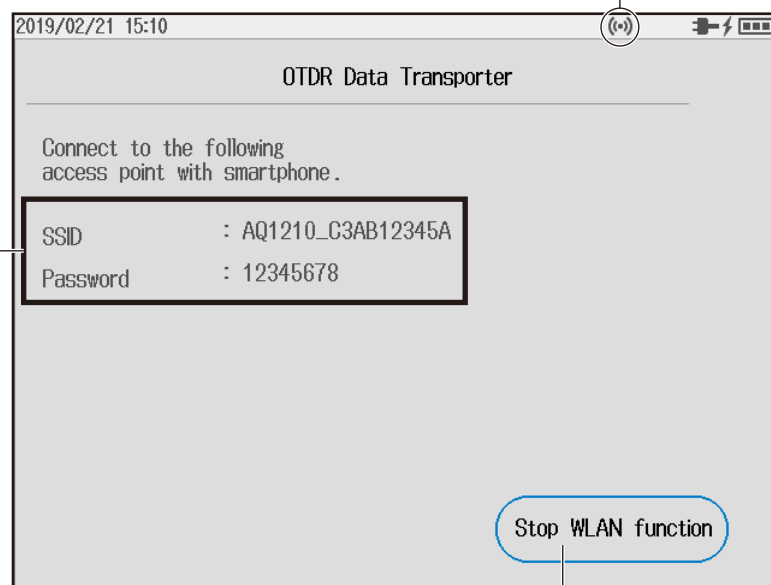 2019/02/21 15:10
OTDR Data Transporter
Connect to the following
access point with smartphone.
SSID : AQ1210_C3AB12345A
Password : 12345678
Stop WLAN function